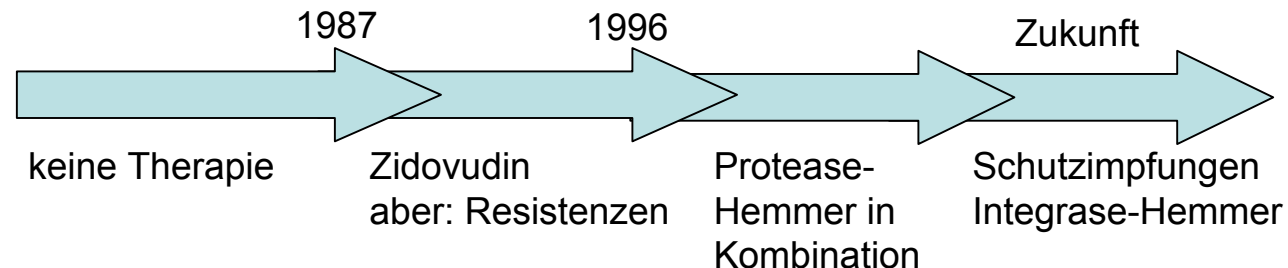 1987
1996
Zukunft
keine Therapie
Zidovudin
aber: Resistenzen
Protease-
Hemmer in
Kombination
Schutzimpfungen
Integrase-Hemmer